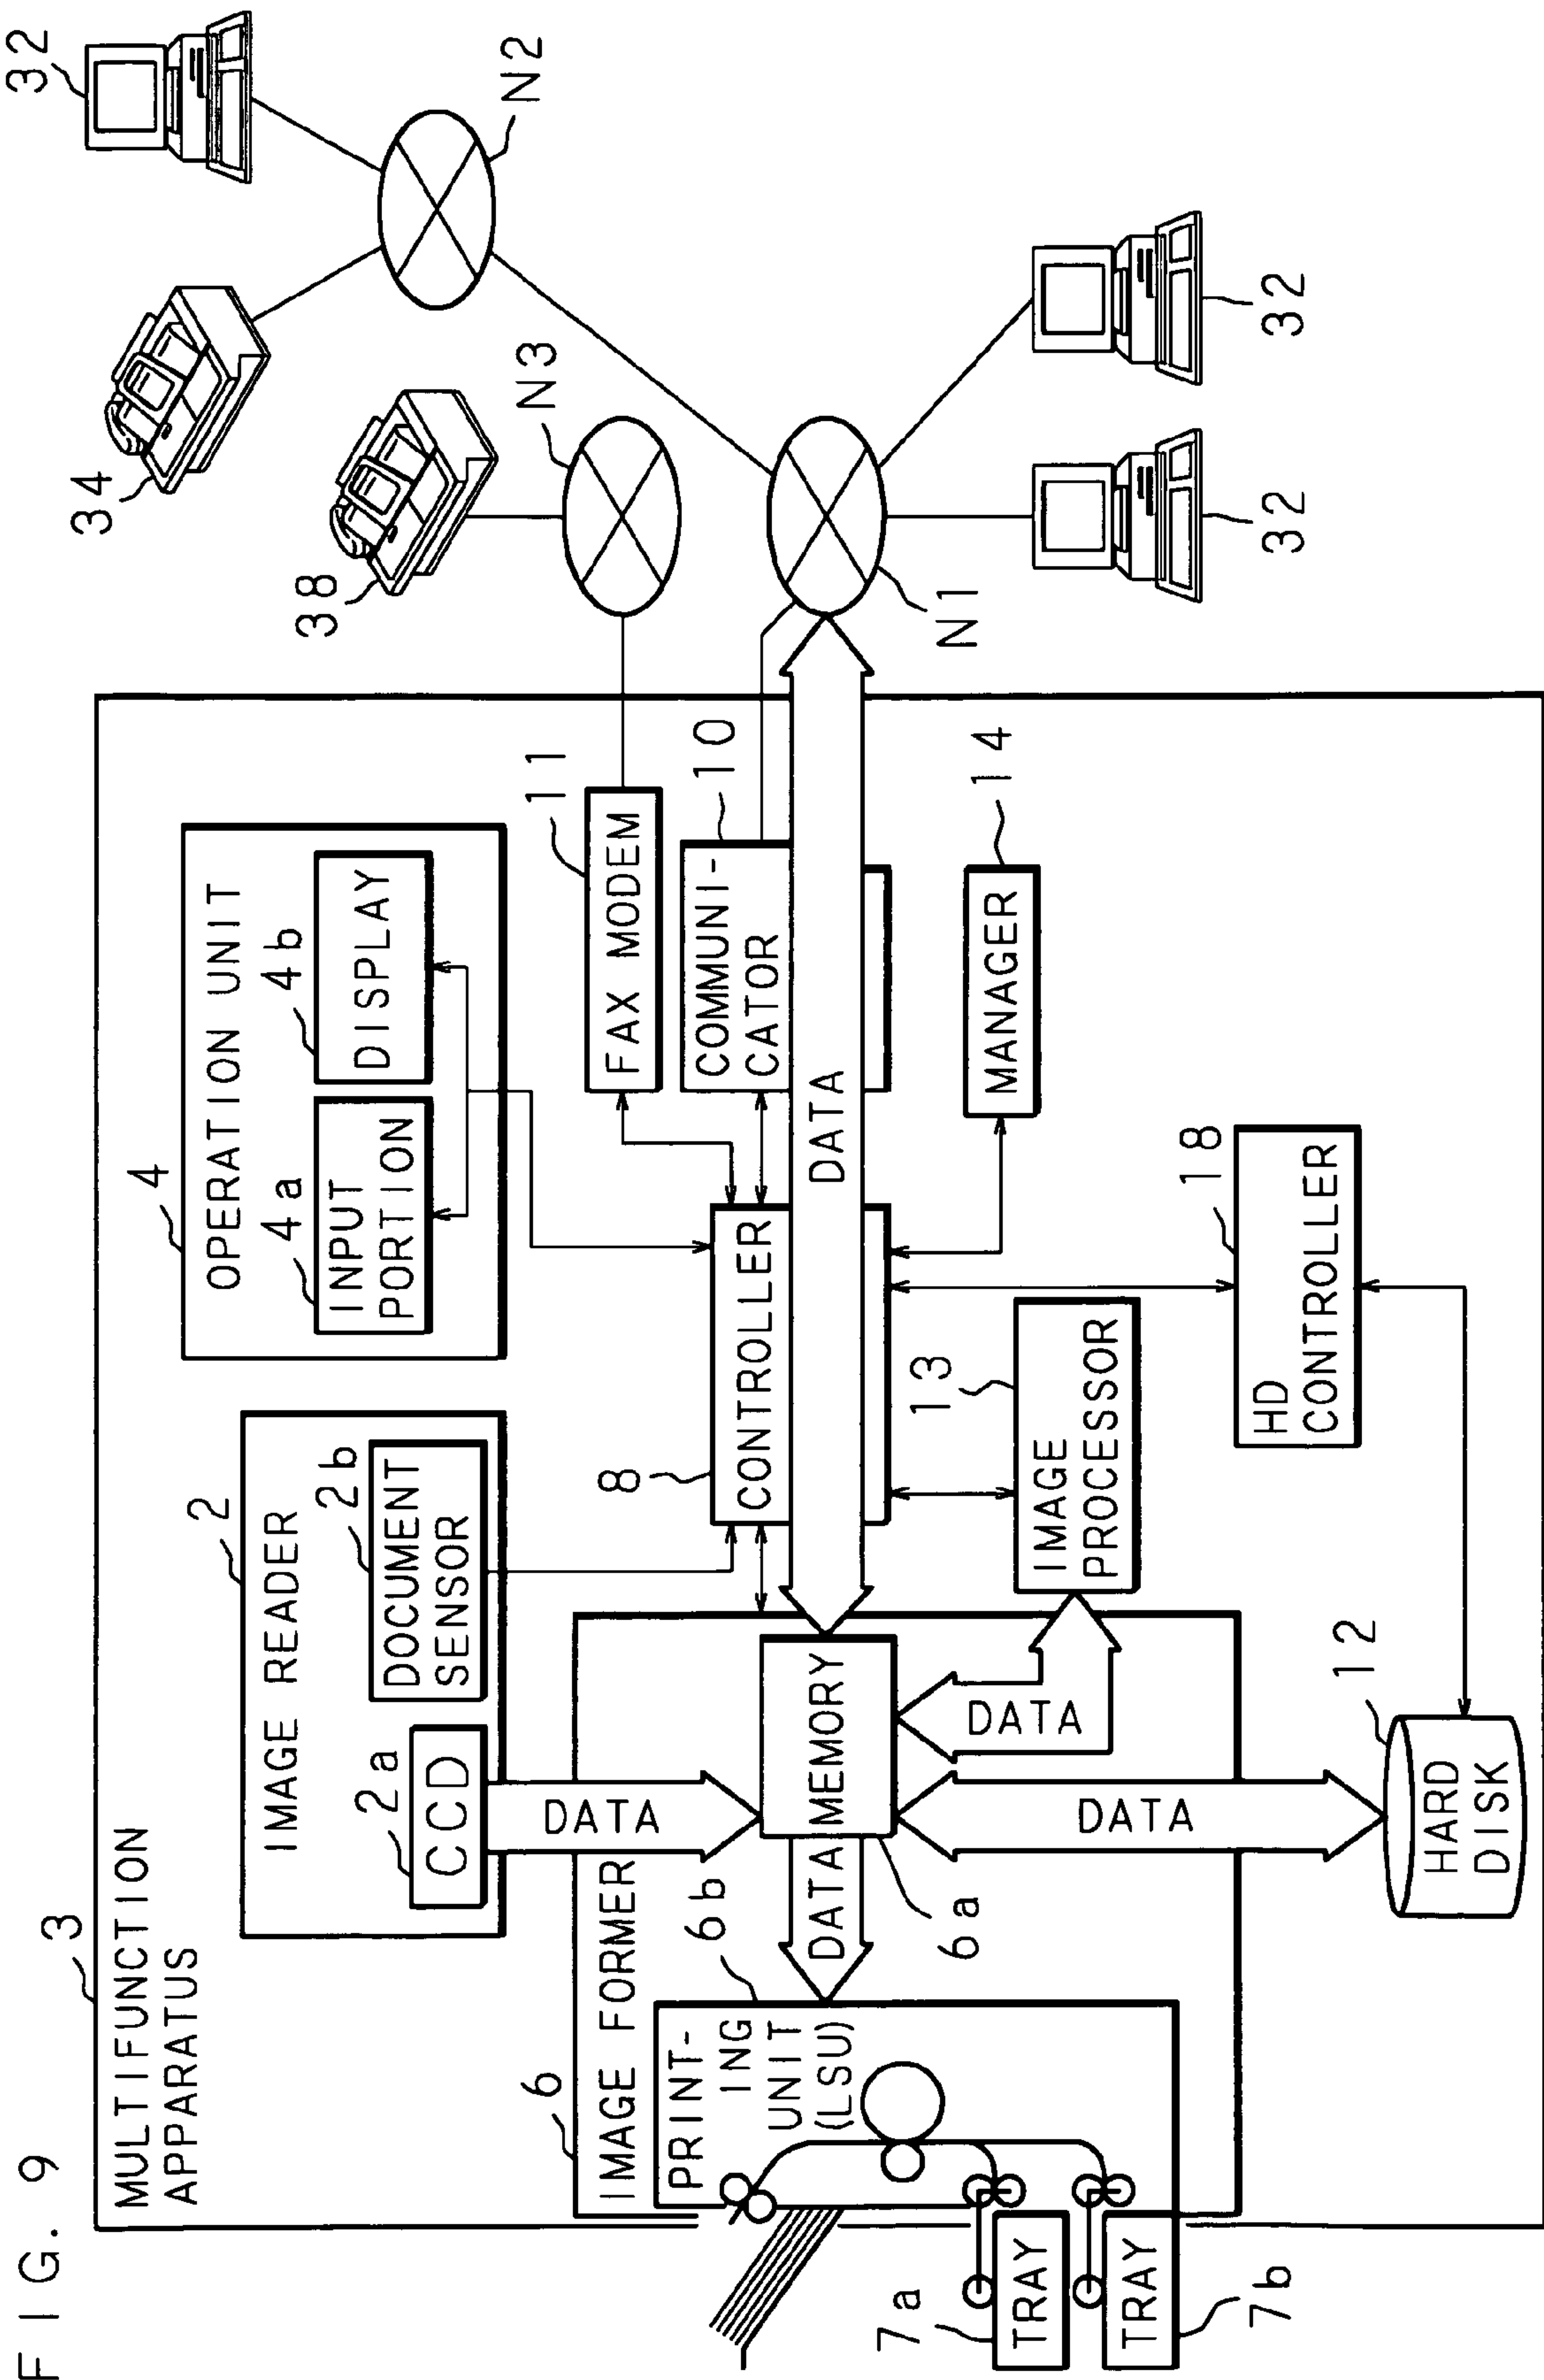 FIG. 9
3
MULTIFUNCTION
APPARATUS
2
IMAGE READER
2a
CCD
2b
DOCUMENT
SENSOR
4
OPERATION UNIT
4a
INPUT
PORTION
4b
DISPLAY
11
FAX MODEM
10
COMMUNI-
CATOR
8
CONTROLLER
DATA
14
MANAGER
13
IMAGE
PROCESSOR
18
HD
CONTROLLER
6
IMAGE FORMER
DATA
MEMORY
6a
DATA
DATA
DATA
12
HARD
DISK
6b
PRINT-
ING
UNIT
(LSU)
7a
TRAY
7b
TRAY
34
32
N2
38
N3
N1
32
32